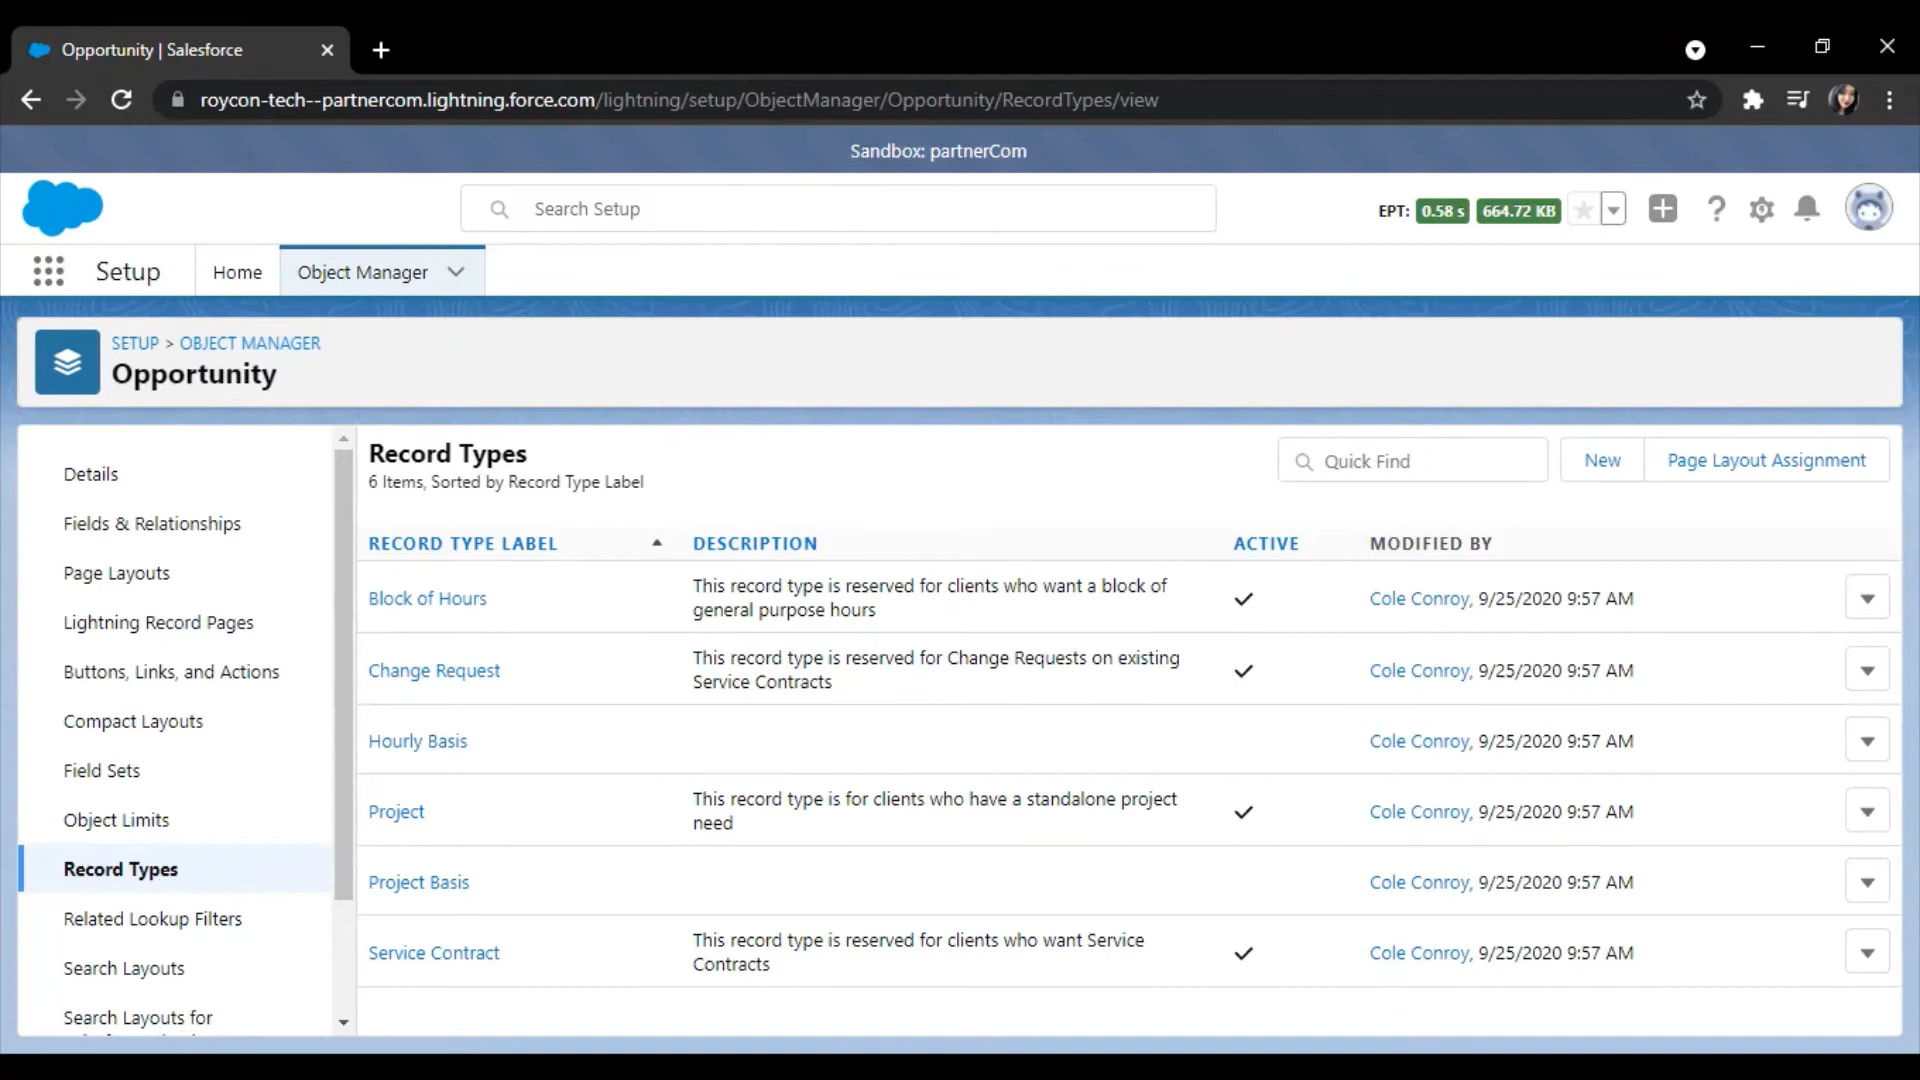 Opportunity | Salesforce
roycon-tech--partnercom.lightning.force.com/lightning/setup/ObjectManager/Opportunity/RecordTypes/view
Sandbox: partnerCom
Search Setup
EPT: 0.58 s 664.72 KB
Setup Home Object Manager
SETUP > OBJECT MANAGER
Opportunity
Details
Fields & Relationships
Page Layouts
Lightning Record Pages
Buttons, Links, and Actions
Compact Layouts
Field Sets
Object Limits
Record Types
Related Lookup Filters
Search Layouts
Search Layouts for
Record Types
6 Items, Sorted by Record Type Label
Quick Find
New
Page Layout Assignment
RECORD TYPE LABEL DESCRIPTION ACTIVE MODIFIED BY
Block of Hours This record type is reserved for clients who want a block of
general purpose hours
Cole Conroy, 9/25/2020 9:57 AM
Change Request This record type is reserved for Change Requests on existing
Service Contracts
Cole Conroy, 9/25/2020 9:57 AM
Hourly Basis Cole Conroy, 9/25/2020 9:57 AM
Project This record type is for clients who have a standalone project
need
Cole Conroy, 9/25/2020 9:57 AM
Project Basis Cole Conroy, 9/25/2020 9:57 AM
Service Contract This record type is reserved for clients who want Service
Contracts
Cole Conroy, 9/25/2020 9:57 AM